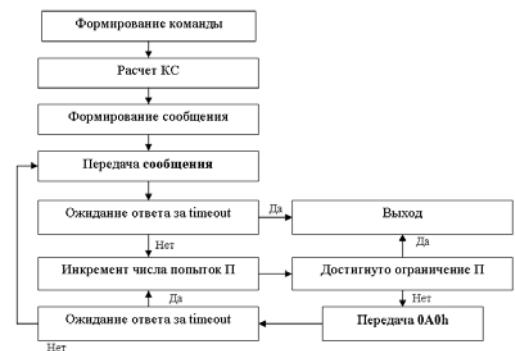 Формирование команды
Расчет КС
Формирование сообщения
Передача сообщения
Ожидание ответа за timeout
Да
Выход
Нет
Да
Инкремент числа попыток П
Достигнуто ограничение П
Да
Нет
Ожидание ответа за timeout
Передача 0A0h
Нет